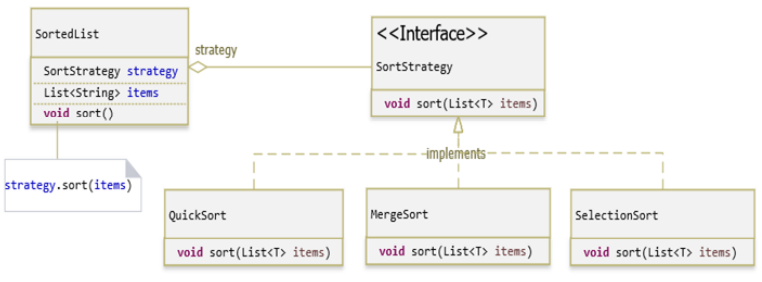 SortedList
SortStrategy strategy
List<String> items
void sort()
strategy.sort(items)
strategy
<<Interface>>
SortStrategy
void sort(List<T> items)
implements
QuickSort
void sort(List<T> items)
MergeSort
void sort(List<T> items)
SelectionSort
void sort(List<T> items)